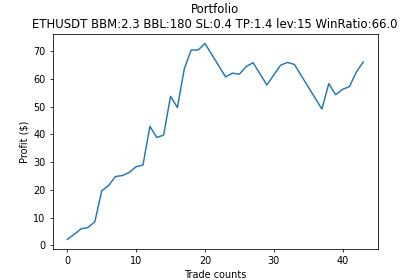 Portfolio
ETHUSDT BBM:2.3 BBL:180 SL:0.4 TP:1.4 lev:15 WinRatio:66.0
70
60
50
40
30
20
10
0
Profit ($)
0 10 20 30 40
Trade counts